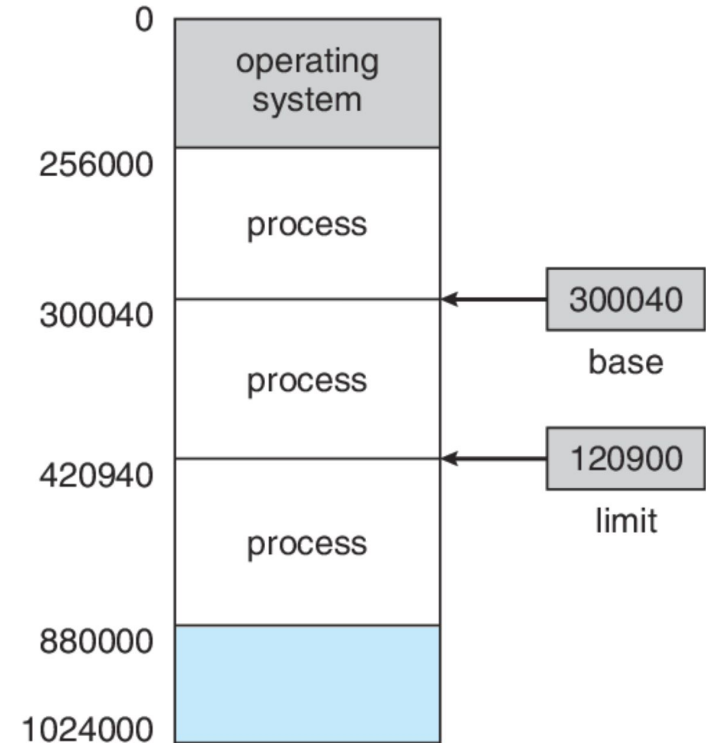 0
operating
system
256000
process
300040
300040
base
process
420940
120900
limit
process
880000
1024000